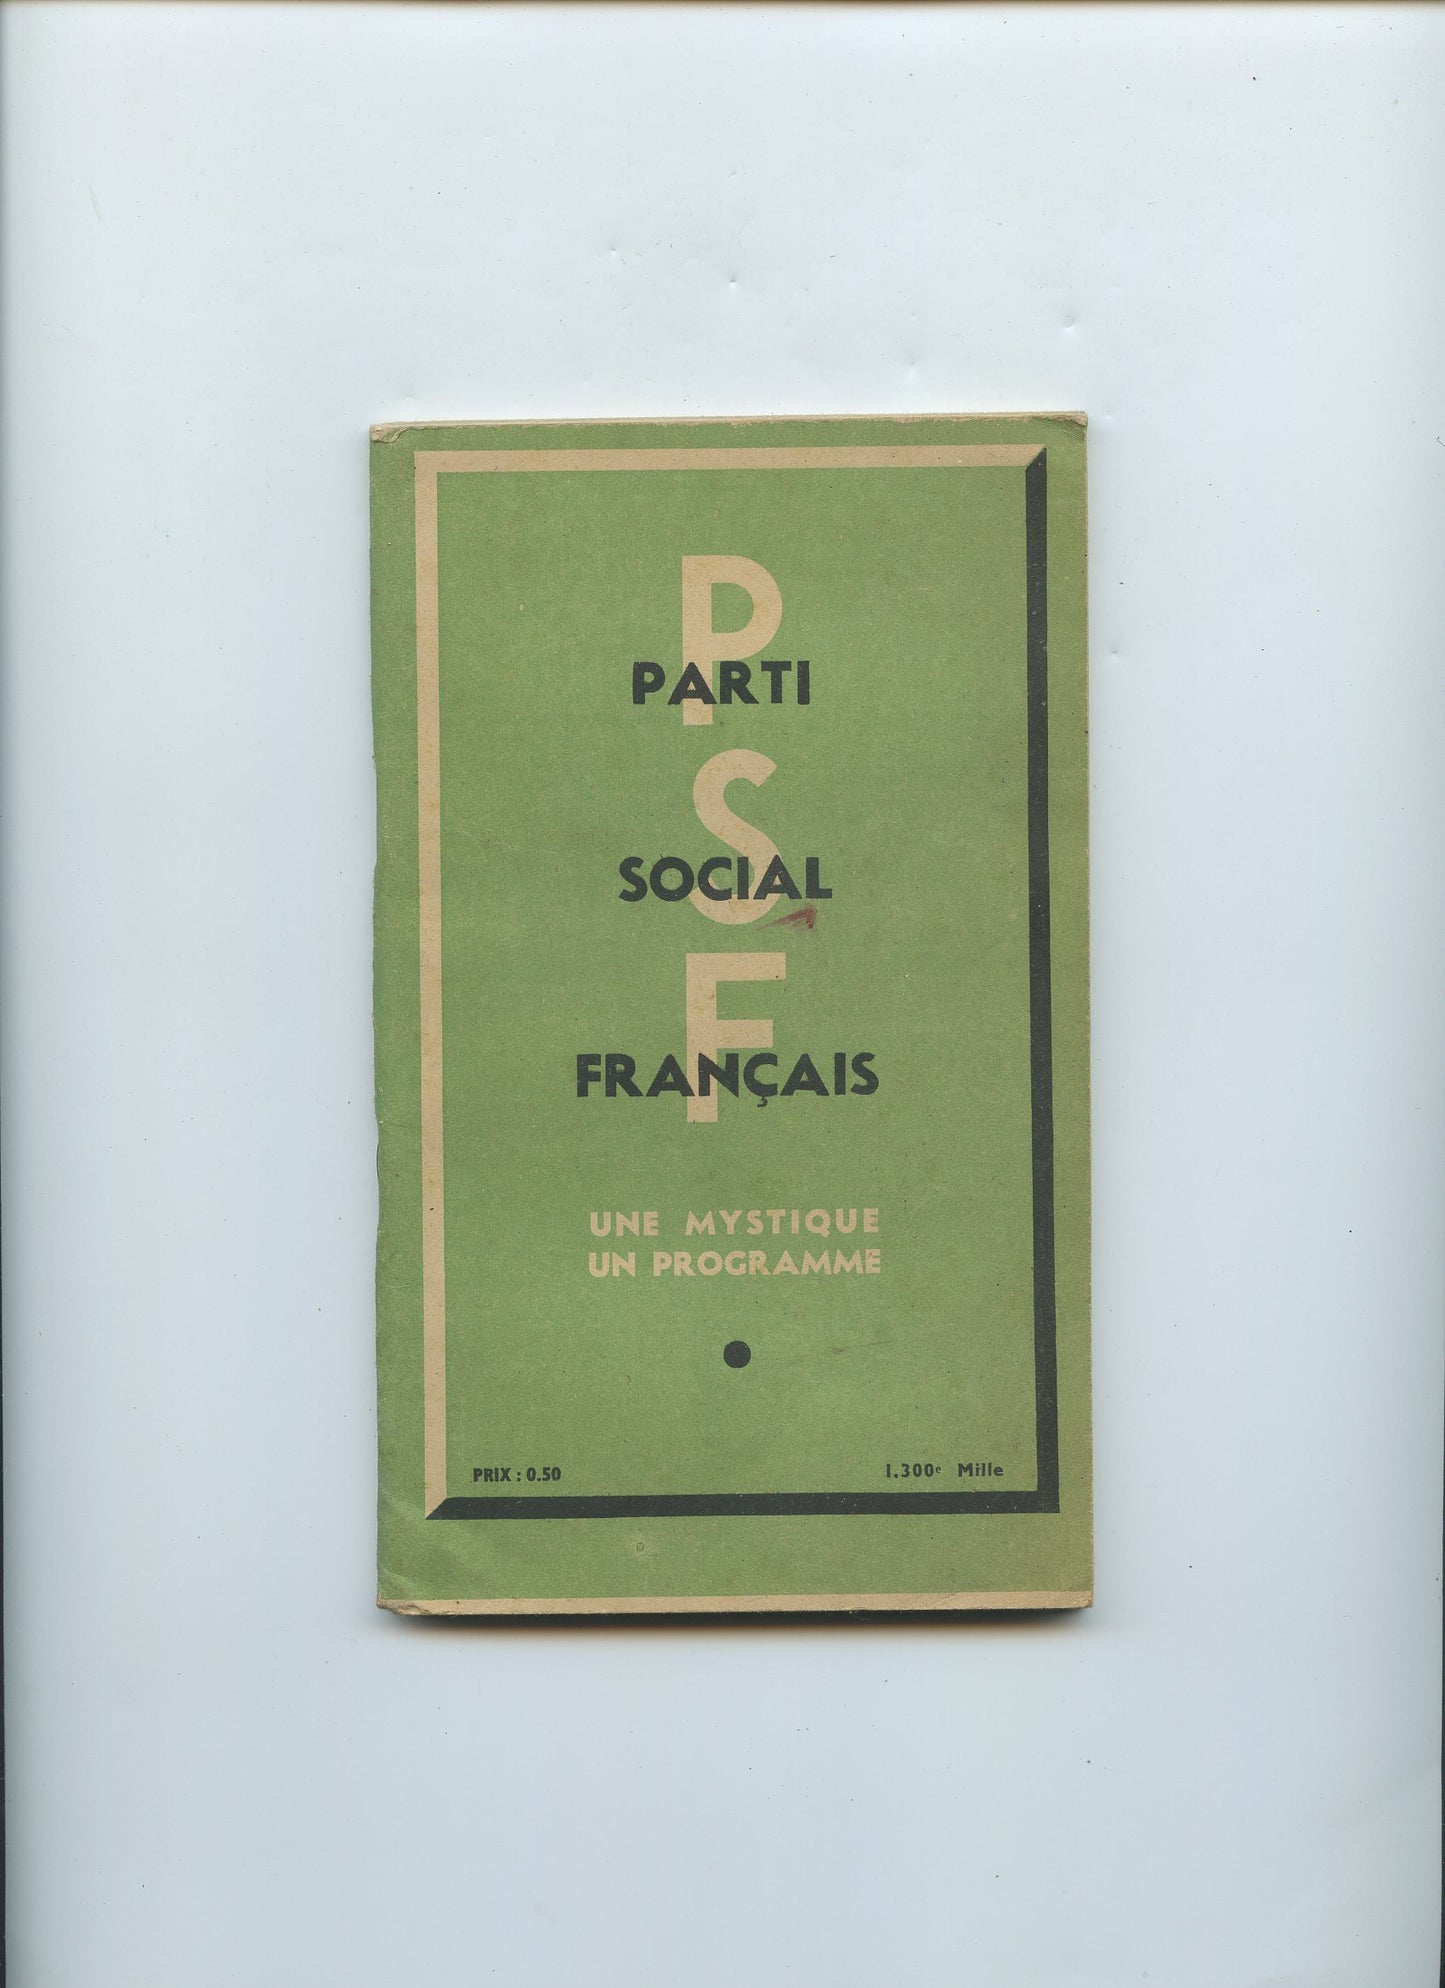 P
PARTI
S
SOCIAL
F
FRANÇAIS
UNE MYSTIQUE
UN PROGRAMME
PRIX : 0.50
1.300e Mille